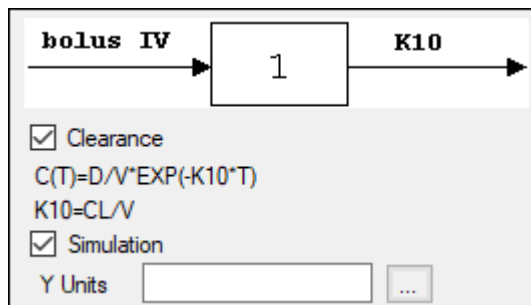 bolus IV
K10
1
Clearance
C(T)=D/V*EXP(-K10*T)
K10=CL/V
Simulation
Y Units
...